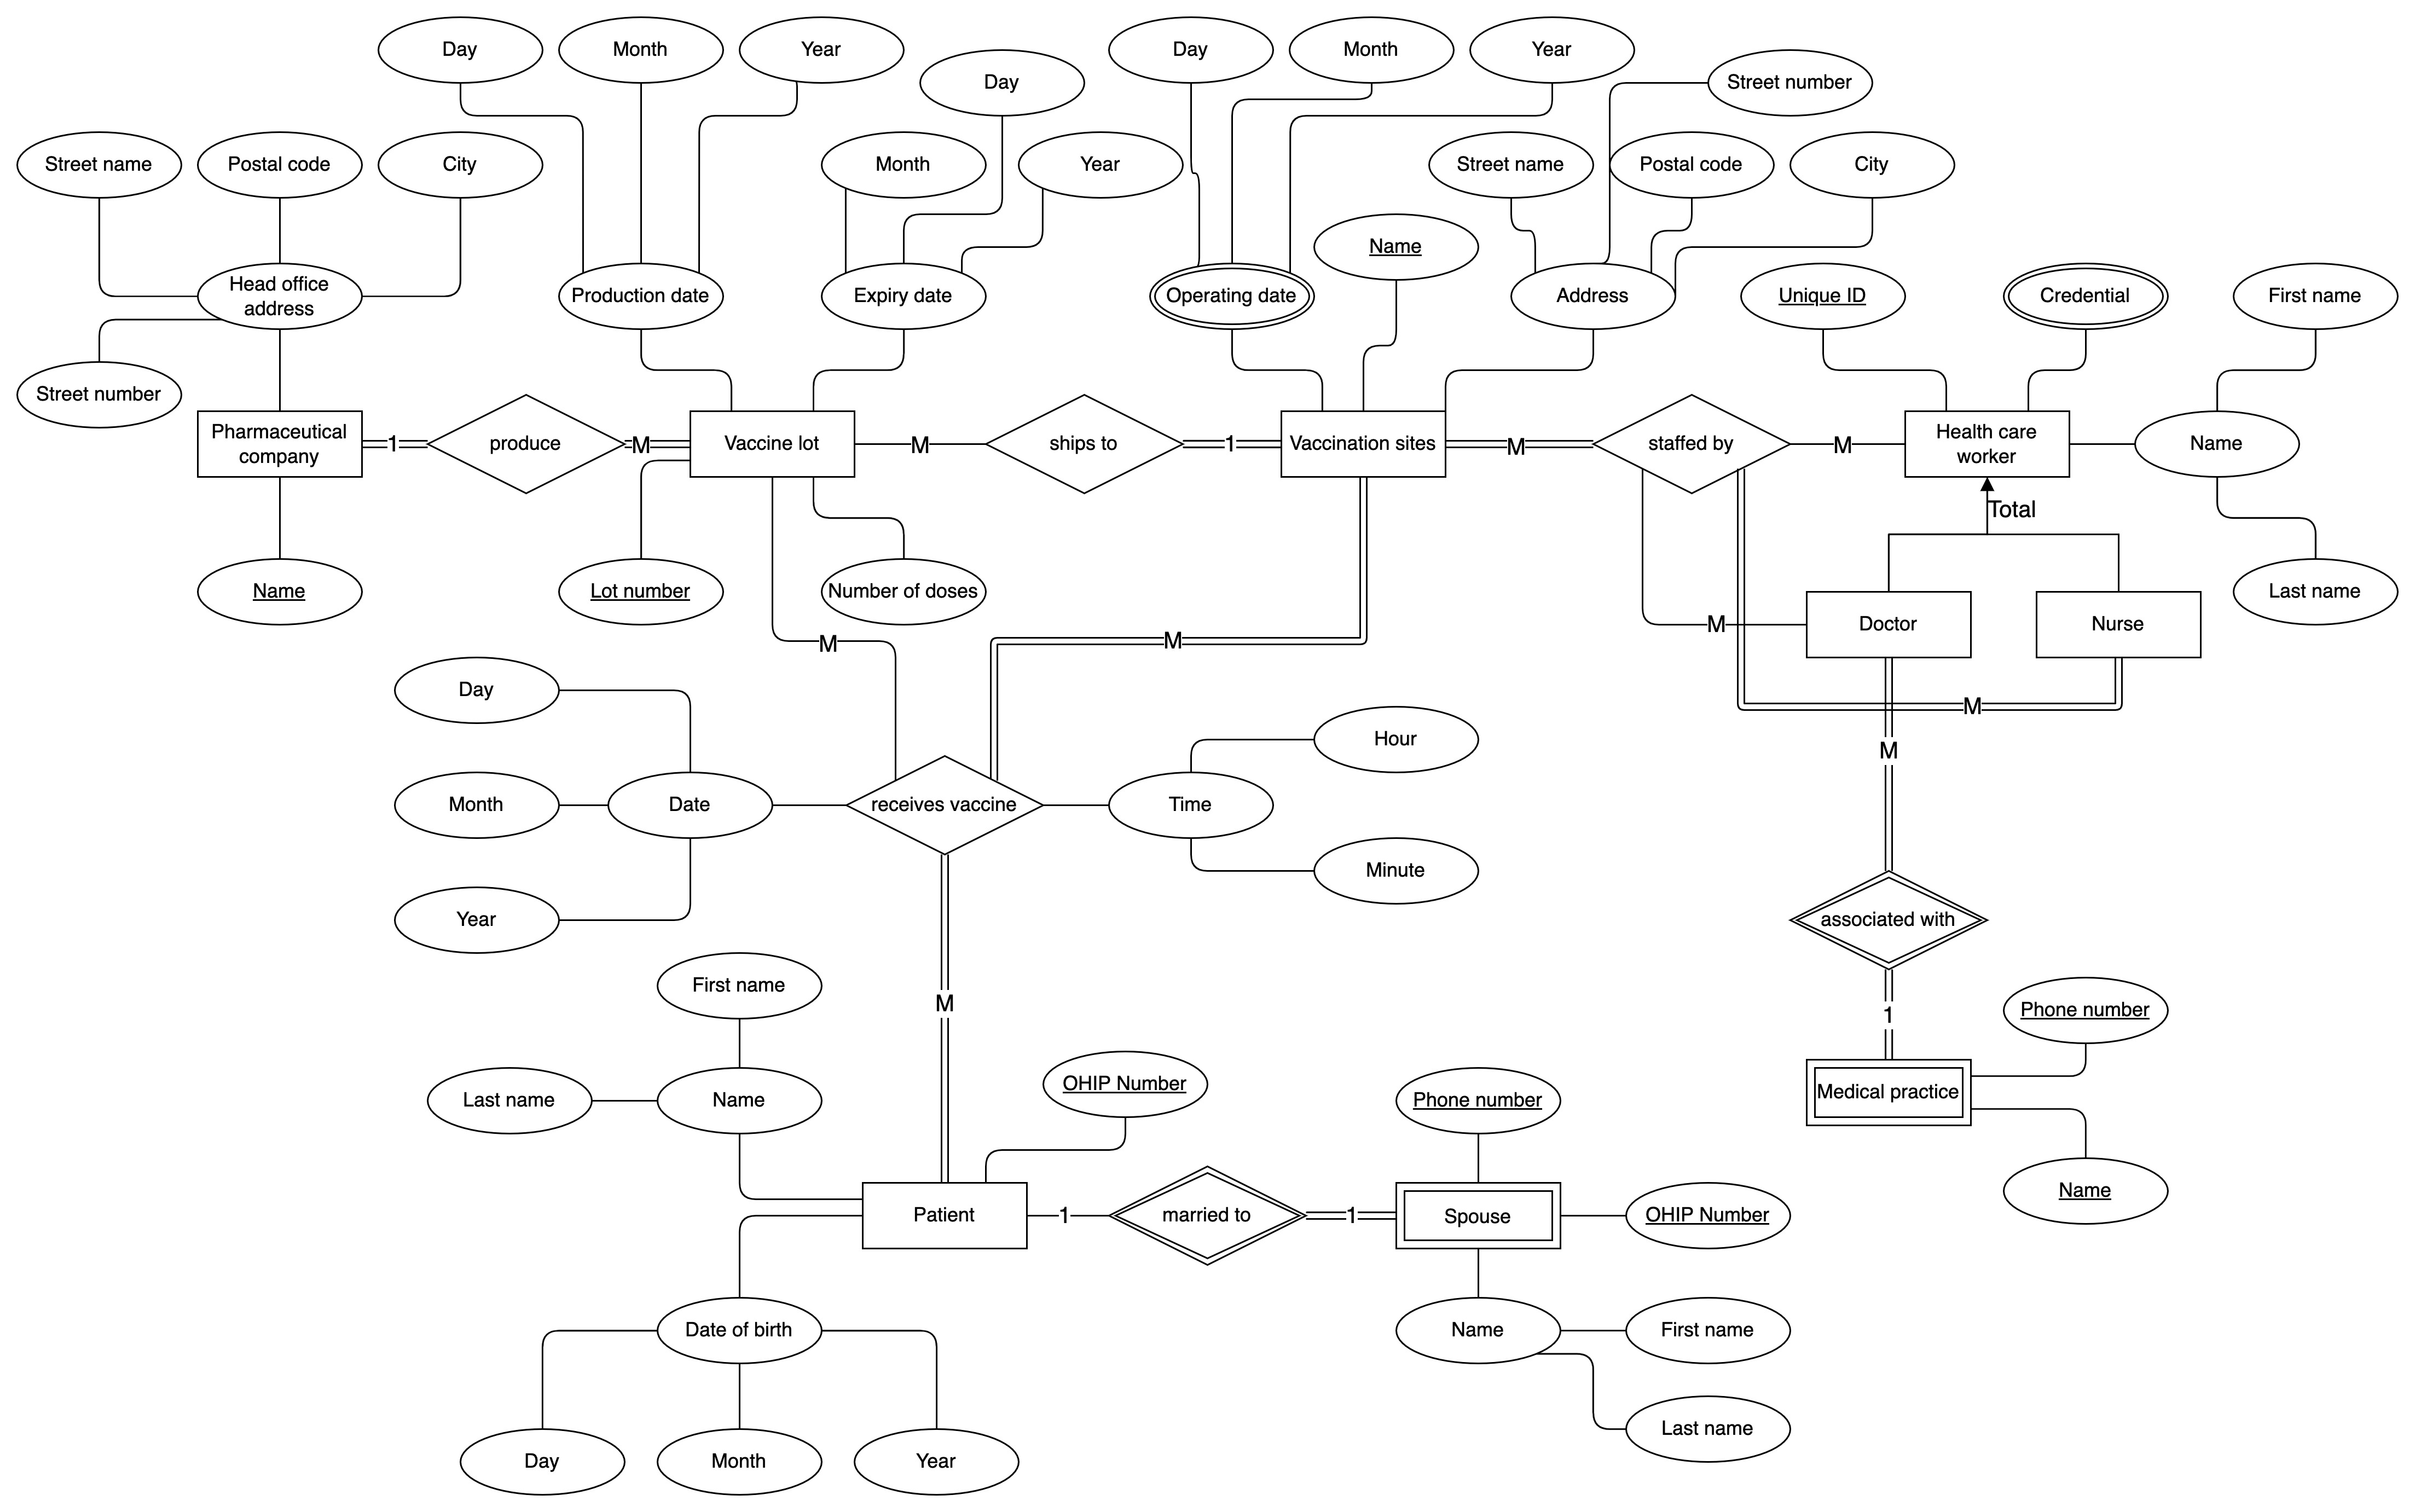 Day
Month
Year
Day
Month
Year
Day
Street number
Street name
Postal code
City
Month
Year
Street name
Postal code
City
Name
Head office
address
Production date
Expiry date
Operating date
Address
Unique ID
Credential
First name
Street number
Pharmaceutical
company
1
produce
M
Vaccine lot
M
ships to
1
Vaccination sites
M
staffed by
M
Health care
worker
Name
Total
Name
Lot number
Number of doses
Last name
M
Doctor
Nurse
M
M
M
Day
Hour
M
Month
Date
receives vaccine
Time
Minute
Year
associated with
First name
M
1
Phone number
OHIP Number
Last name
Name
Phone number
Medical practice
Name
Patient
1
married to
1
Spouse
OHIP Number
Date of birth
Name
First name
Last name
Day
Month
Year